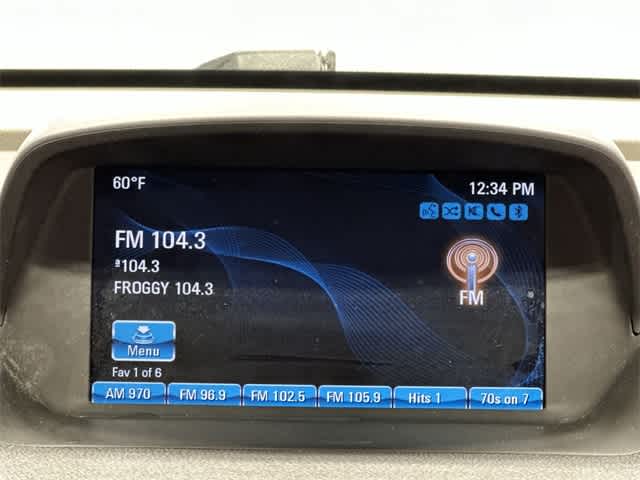 60°F 12:34 PM
FM 104.3
ª104.3
FROGGY 104.3
FM
Menu
Fav 1 of 6
AM 970 FM 96.9 FM 102.5 FM 105.9 Hits 1 70s on 7